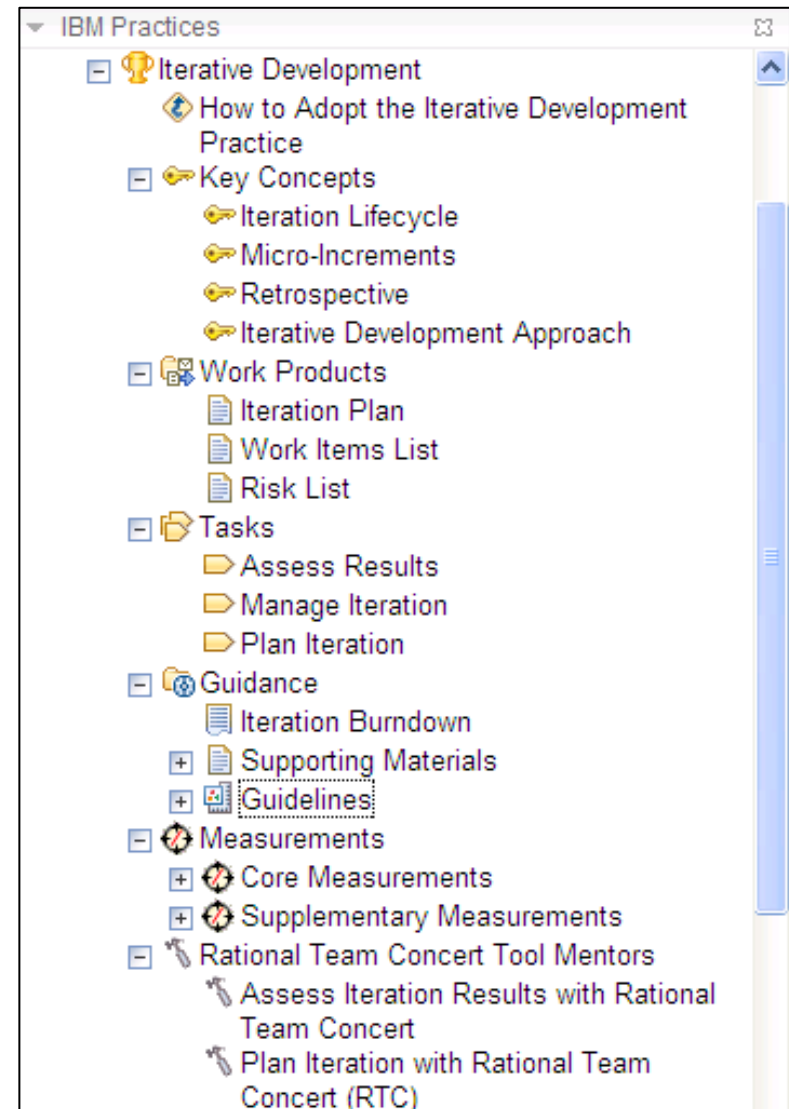 IBM Practices
Iterative Development
How to Adopt the Iterative Development
Practice
Key Concepts
Iteration Lifecycle
Micro-Increments
Retrospective
Iterative Development Approach
Work Products
Iteration Plan
Work Items List
Risk List
Tasks
Assess Results
Manage Iteration
Plan Iteration
Guidance
Iteration Burndown
Supporting Materials
Guidelines
Measurements
Core Measurements
Supplementary Measurements
Rational Team Concert Tool Mentors
Assess Iteration Results with Rational
Team Concert
Plan Iteration with Rational Team
Concert (RTC)